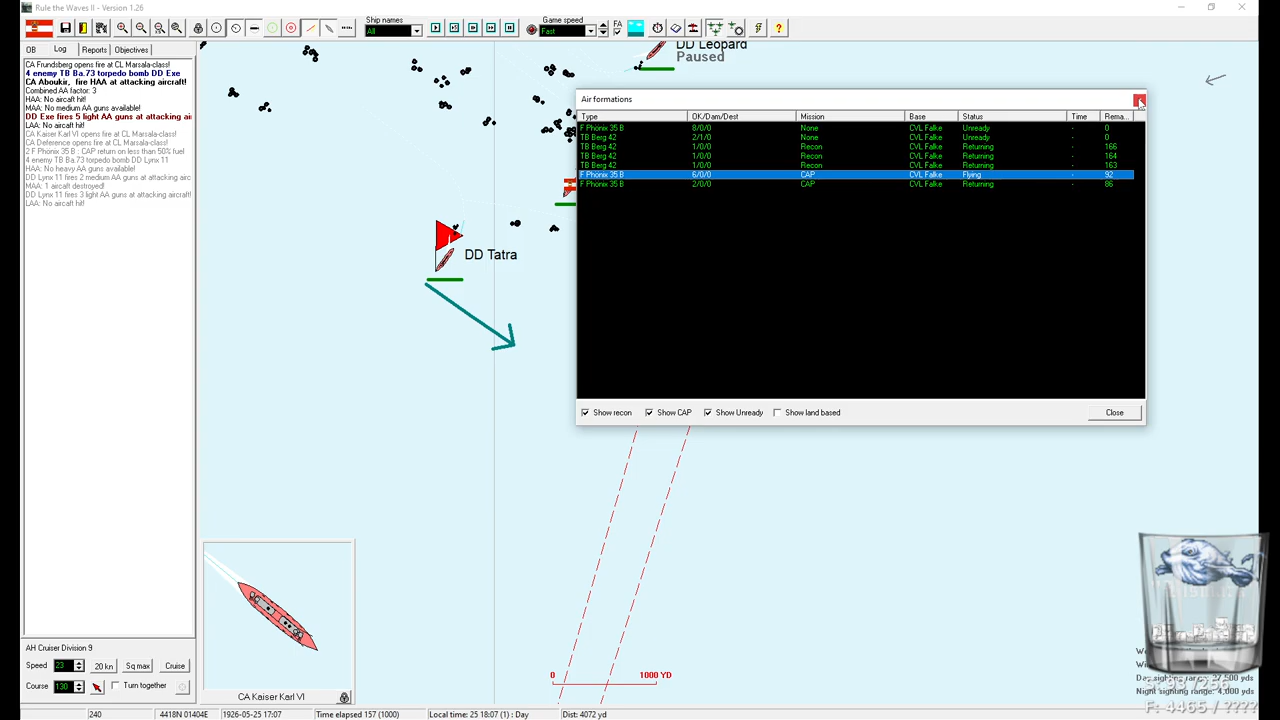 Rule the Waves II - Version 1.26
Ship names
All
Game speed
Fast
FA
OB Log Reports Objectives
CA Frundsberg opens fire at CL Marsala-class!
4 enemy TB Ba.73 torpedo bomb DD Exe
CA Aboukir, fire HAA at attacking aircraft!
Combined AA factor: 3
HAA: No aircaft hit!
MAA: No medium AA guns available!
DD Exe fires 5 light AA guns at attacking ai
LAA: No aircaft hit!
CA Kaiser Karl VI opens fire at CL Marsala-class!
CA Deference opens fire at CL Marsala-class!
2 F Phönix 35 B : CAP return on less than 50% fuel
4 enemy TB Ba.73 torpedo bomb DD Lynx 11
HAA: No heavy AA guns available!
DD Lynx 11 fires 2 medium AA guns at attacking airc
MAA: 1 aircraft destroyed!
DD Lynx 11 fires 3 light AA guns at attacking aircraft!
LAA: No aircaft hit!
DD Leopard
Paused
DD Tatra
Air formations
Type OK/Dam/Dest Mission Base Status Time Rema...
F Phönix 35 B 8/0/0 None CVL Falke Unready - 0
TB Berg 42 2/1/0 None CVL Falke Unready - 0
TB Berg 42 1/0/0 Recon CVL Falke Returning - 166
TB Berg 42 1/0/0 Recon CVL Falke Returning - 164
TB Berg 42 1/0/0 Recon CVL Falke Returning - 163
F Phönix 35 B 6/0/0 CAP CVL Falke Flying - 92
F Phönix 35 B 2/0/0 CAP CVL Falke Returning - 86
Show recon Show CAP Show Unready Show land based Close
0 1000 YD
CA Kaiser Karl VI
AH Cruiser Division 9
Speed 23 20 kn Sq max Cruise
Course 130 Turn together
Day sighting range: 27,500 yds
Night sighting range: 4,000 yds
F: -4465 / ????
240 4418N 01404E 1926-05-25 17:07 Time elapsed 157 (1000) Local time: 25 18:07 (1) : Day Dist: 4072 yd